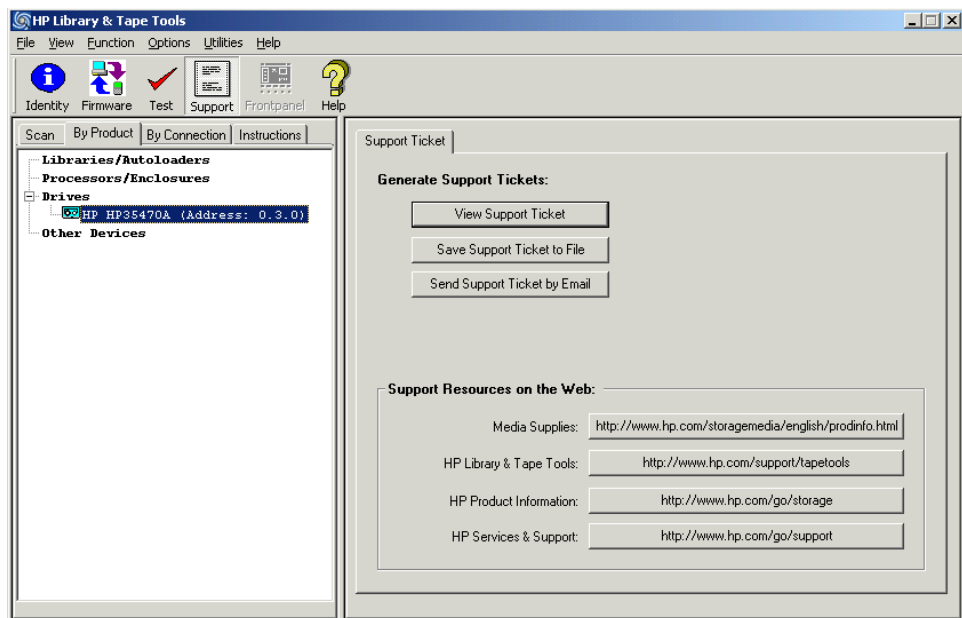 HP Library & Tape Tools
File View Function Options Utilities Help
Identity Firmware Test Support Frontpanel Help
Scan By Product By Connection Instructions
Libraries/Autoloaders
Processors/Enclosures
Drives
HP HP35470A (Address: 0.3.0)
Other Devices
Support Ticket
Generate Support Tickets:
View Support Ticket
Save Support Ticket to File
Send Support Ticket by Email
Support Resources on the Web:
Media Supplies: http://www.hp.com/storagemedia/english/prodinfo.html
HP Library & Tape Tools: http://www.hp.com/support/tapetools
HP Product Information: http://www.hp.com/go/storage
HP Services & Support: http://www.hp.com/go/support